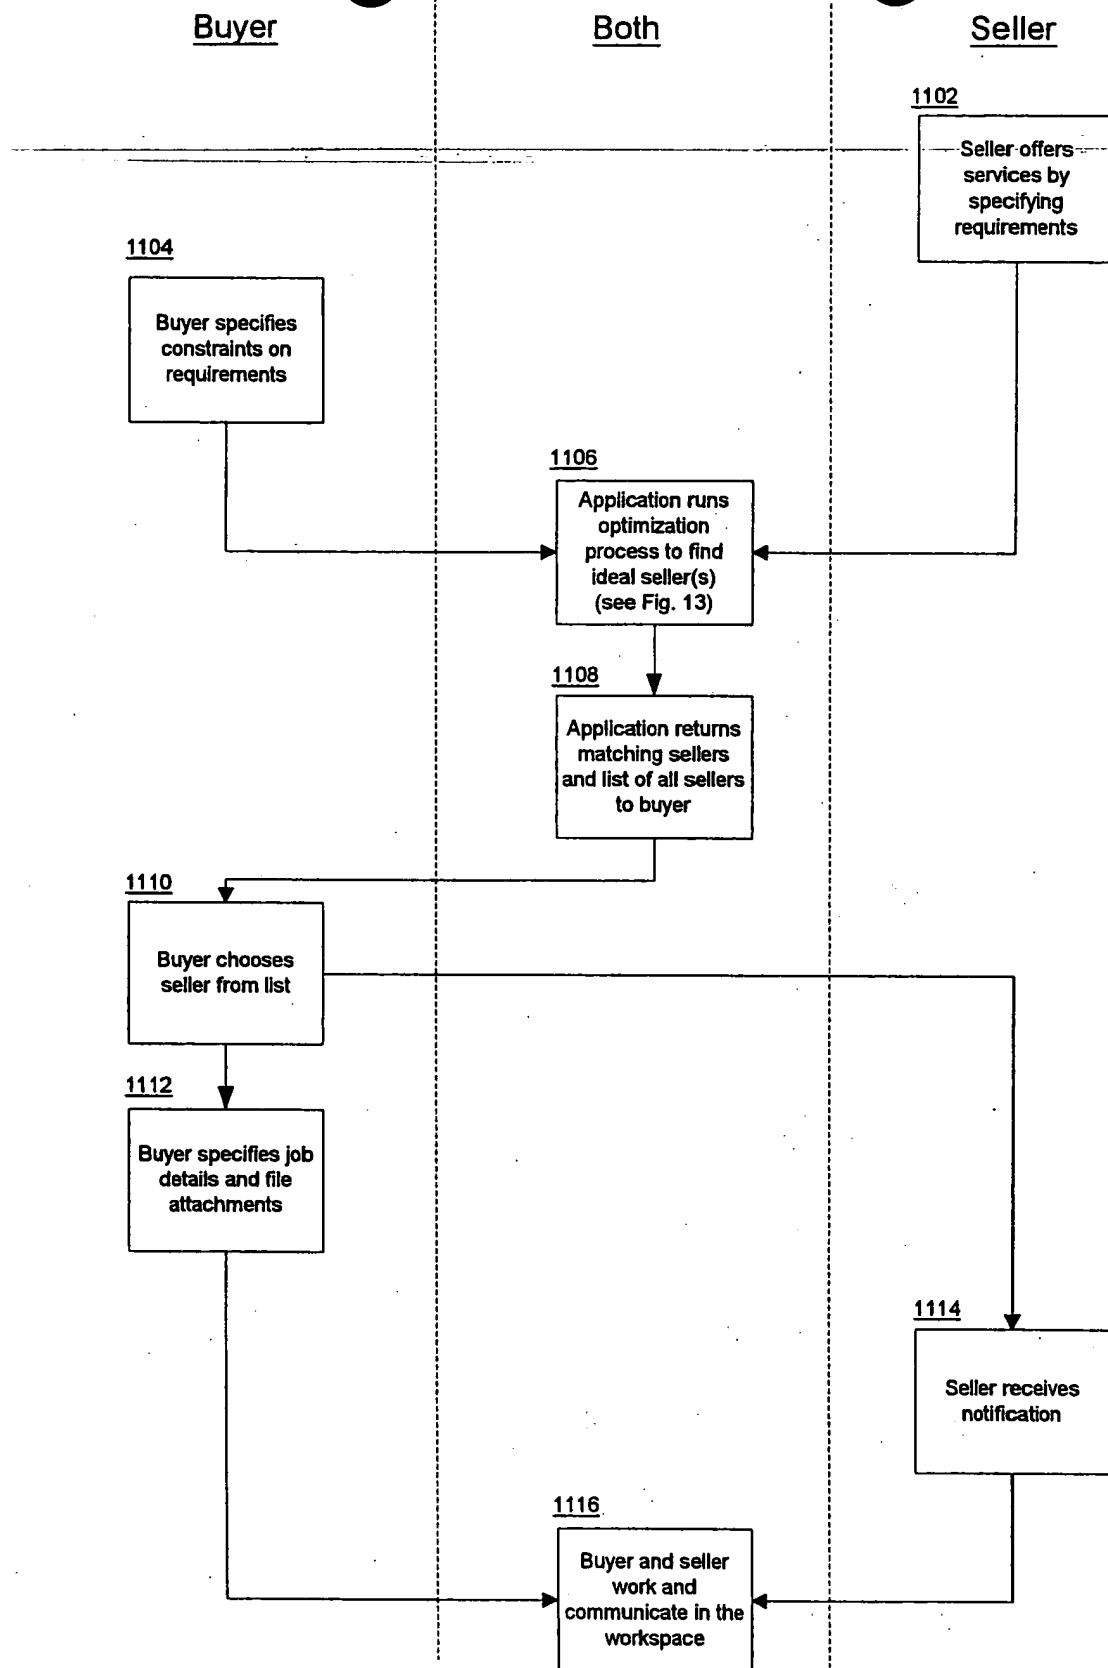 Buyer
Both
Seller
1102
Seller offers
services by
specifying
requirements
1104
Buyer specifies
constraints on
requirements
1106
Application runs
optimization
process to find
ideal seller(s)
(see Fig. 13)
1108
Application returns
matching sellers
and list of all sellers
to buyer
1110
Buyer chooses
seller from list
1112
Buyer specifies job
details and file
attachments
1114
Seller receives
notification
1116
Buyer and seller
work and
communicate in the
workspace